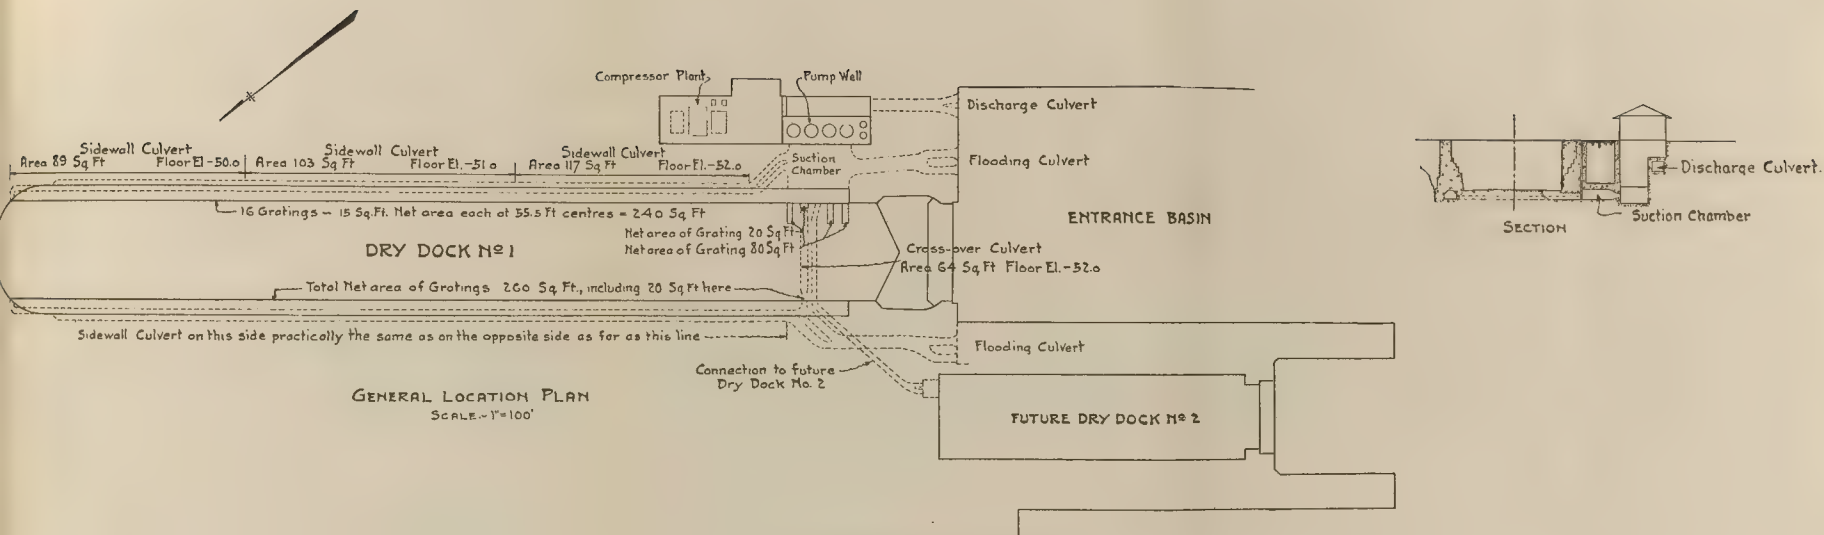 Compressor Plant
Pump Well
Discharge Culvert
Sidewall Culvert
Area 89 Sq Ft Floor El-50.0
Sidewall Culvert
Area 103 Sq Ft Floor El.-51.0
Sidewall Culvert
Area 117 Sq Ft Floor El.-52.0
Suction
Chamber
Flooding Culvert
Discharge Culvert.
Suction Chamber
SECTION
16 Gratings - 15 Sq.Ft. Net area each at 55.5 Ft centres = 240 Sq Ft
Net area of Grating 20 Sq Ft
Net area of Grating 80 Sq Ft
ENTRANCE BASIN
DRY DOCK Nº 1
Cross-over Culvert
Area 64 Sq Ft Floor El.-52.0
Total Net area of Gratings 260 Sq. Ft., including 20 Sq Ft here
Sidewall Culvert on this side practically the same as on the opposite side as far as this line
Flooding Culvert
Connection to future
Dry Dock No. 2
GENERAL LOCATION PLAN
SCALE.- 1"=100'
FUTURE DRY DOCK Nº 2